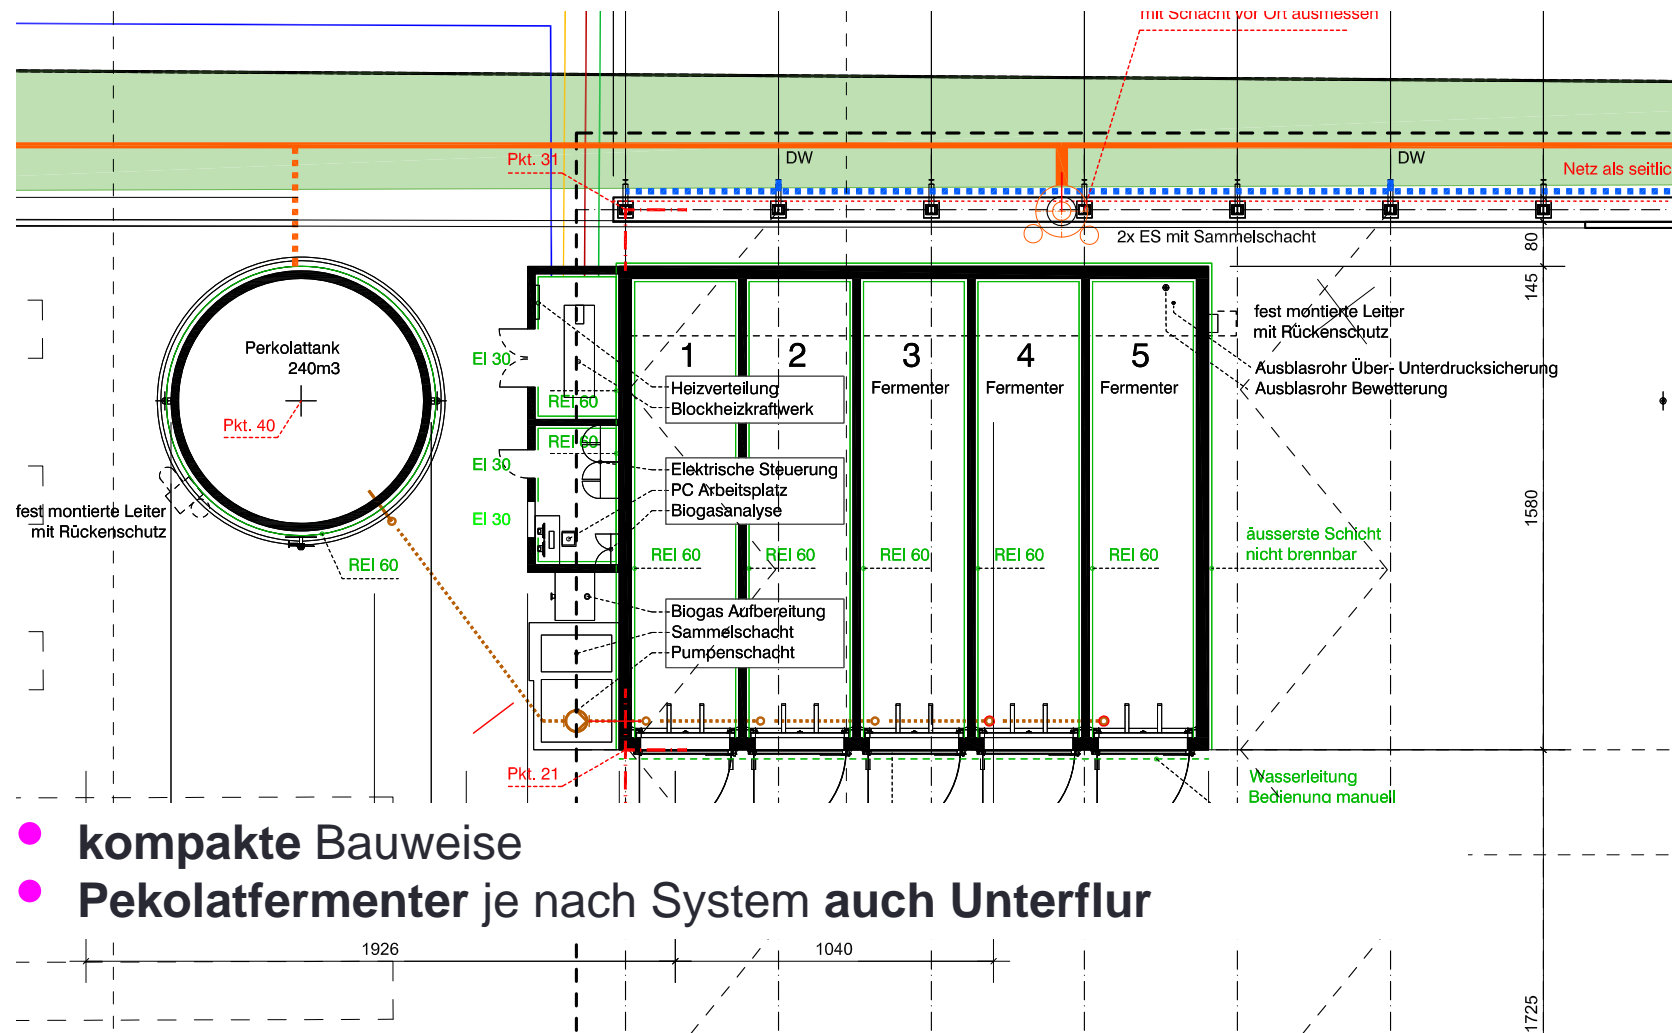 mit Schacht vor Ort ausmessen
Pkt. 31
DW
DW
Netz als seitlic
2x ES mit Sammelschacht
80
145
Perkolattank
240m3
Pkt. 40
EI 30
REI 60
REI 60
EI 30
EI 30
1
2
3
4
5
Fermenter
Fermenter
Fermenter
Heizverteilung
Blockheizkraftwerk
fest montierte Leiter
mit Rückenschutz
Ausblasrohr Über- Unterdrucksicherung
Ausblasrohr Bewetterung
Elektrische Steuerung
PC Arbeitsplatz
Biogasanalyse
fest montierte Leiter
mit Rückenschutz
REI 60
REI 60
REI 60
REI 60
REI 60
REI 60
äusserste Schicht
nicht brennbar
1580
Biogas Aufbereitung
Sammelschacht
Pumpenschacht
Pkt. 21
Wasserleitung
Bedienung manuell
kompakte Bauweise
Pekolatfermenter je nach System auch Unterflur
1926
1040
1725